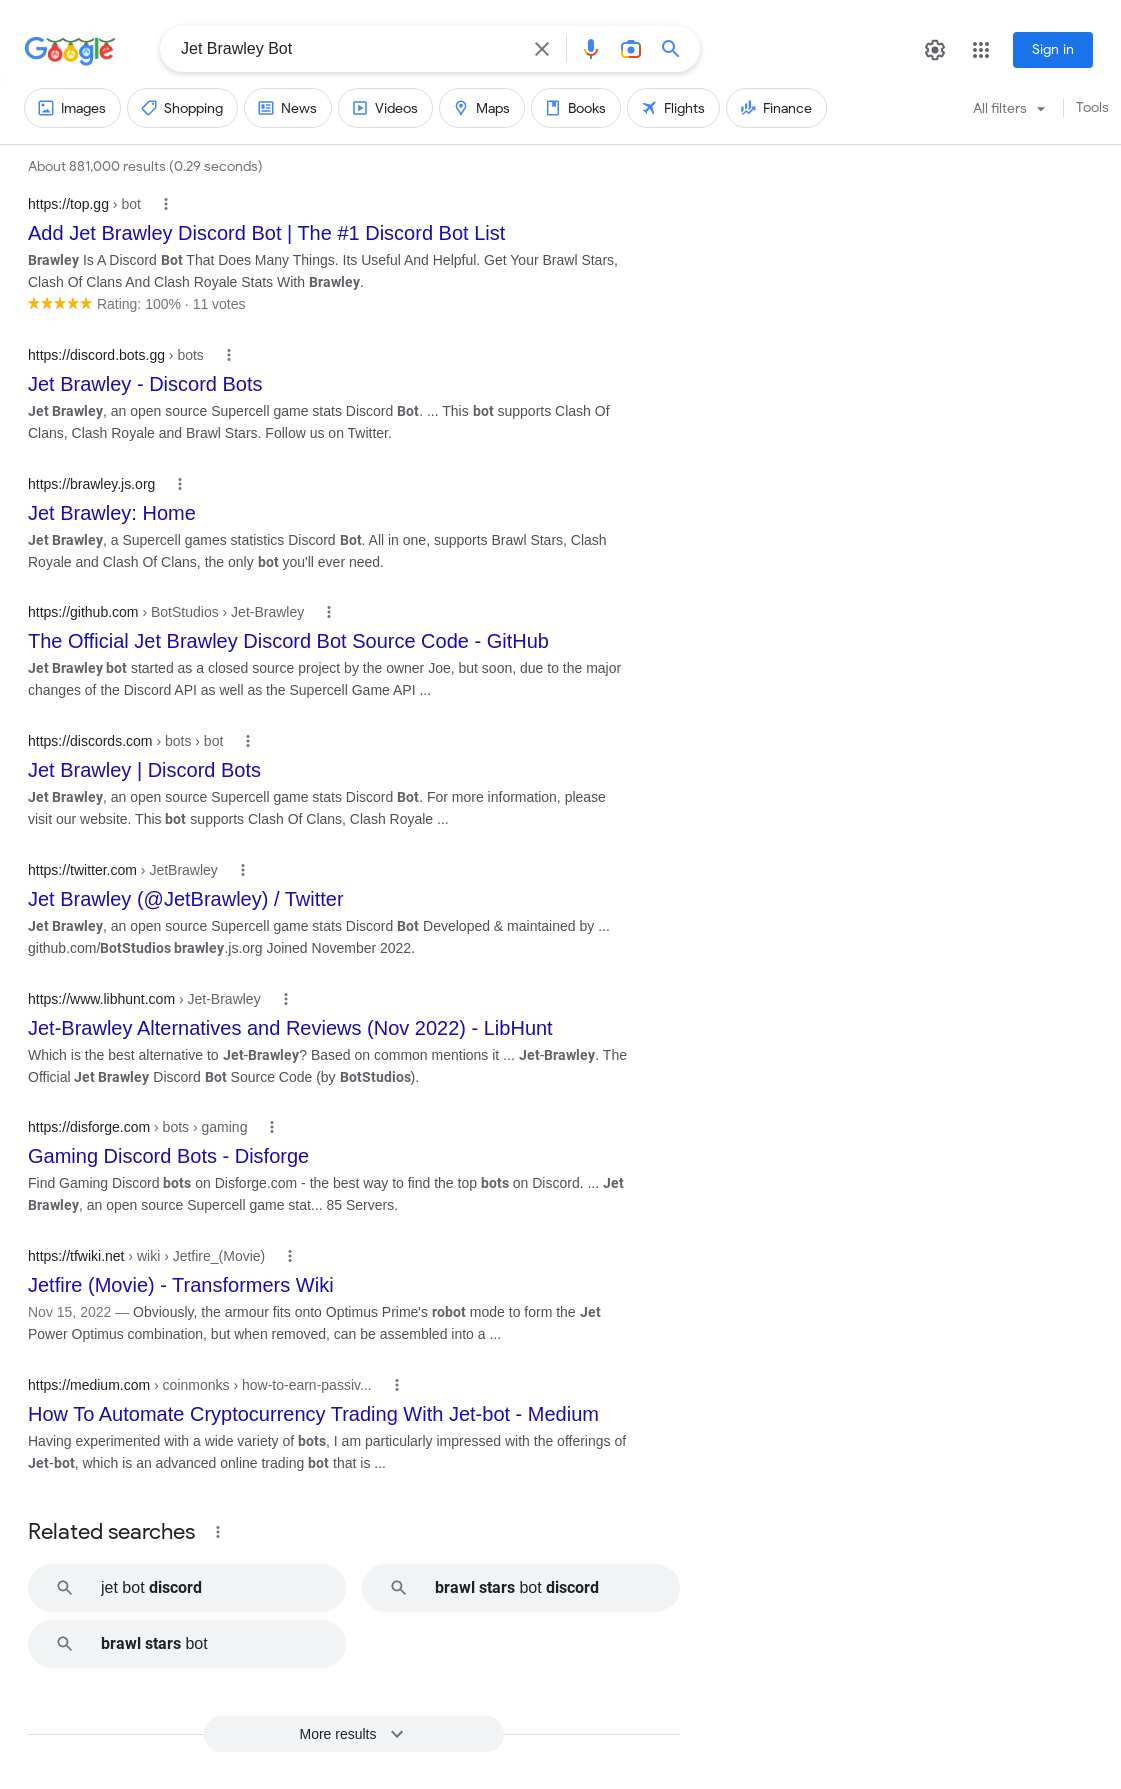 Google
Jet Brawley Bot
Sign in
Images Shopping News Videos Maps Books Flights Finance All filters Tools
About 881,000 results (0.29 seconds)
https://top.gg › bot
Add Jet Brawley Discord Bot | The #1 Discord Bot List
Brawley Is A Discord Bot That Does Many Things. Its Useful And Helpful. Get Your Brawl Stars,
Clash Of Clans And Clash Royale Stats With Brawley.
Rating: 100% · 11 votes
https://discord.bots.gg › bots
Jet Brawley - Discord Bots
Jet Brawley, an open source Supercell game stats Discord Bot. ... This bot supports Clash Of
Clans, Clash Royale and Brawl Stars. Follow us on Twitter.
https://brawley.js.org
Jet Brawley: Home
Jet Brawley, a Supercell games statistics Discord Bot. All in one, supports Brawl Stars, Clash
Royale and Clash Of Clans, the only bot you'll ever need.
https://github.com › BotStudios › Jet-Brawley
The Official Jet Brawley Discord Bot Source Code - GitHub
Jet Brawley bot started as a closed source project by the owner Joe, but soon, due to the major
changes of the Discord API as well as the Supercell Game API ...
https://discords.com › bots › bot
Jet Brawley | Discord Bots
Jet Brawley, an open source Supercell game stats Discord Bot. For more information, please
visit our website. This bot supports Clash Of Clans, Clash Royale ...
https://twitter.com › JetBrawley
Jet Brawley (@JetBrawley) / Twitter
Jet Brawley, an open source Supercell game stats Discord Bot Developed & maintained by ...
github.com/BotStudios brawley.js.org Joined November 2022.
https://www.libhunt.com › Jet-Brawley
Jet-Brawley Alternatives and Reviews (Nov 2022) - LibHunt
Which is the best alternative to Jet-Brawley? Based on common mentions it ... Jet-Brawley. The
Official Jet Brawley Discord Bot Source Code (by BotStudios).
https://disforge.com › bots › gaming
Gaming Discord Bots - Disforge
Find Gaming Discord bots on Disforge.com - the best way to find the top bots on Discord. ... Jet
Brawley, an open source Supercell game stat... 85 Servers.
https://tfwiki.net › wiki › Jetfire_(Movie)
Jetfire (Movie) - Transformers Wiki
Nov 15, 2022 — Obviously, the armour fits onto Optimus Prime's robot mode to form the Jet
Power Optimus combination, but when removed, can be assembled into a ...
https://medium.com › coinmonks › how-to-earn-passiv...
How To Automate Cryptocurrency Trading With Jet-bot - Medium
Having experimented with a wide variety of bots, I am particularly impressed with the offerings of
Jet-bot, which is an advanced online trading bot that is ...
Related searches
jet bot discord
brawl stars bot discord
brawl stars bot
More results